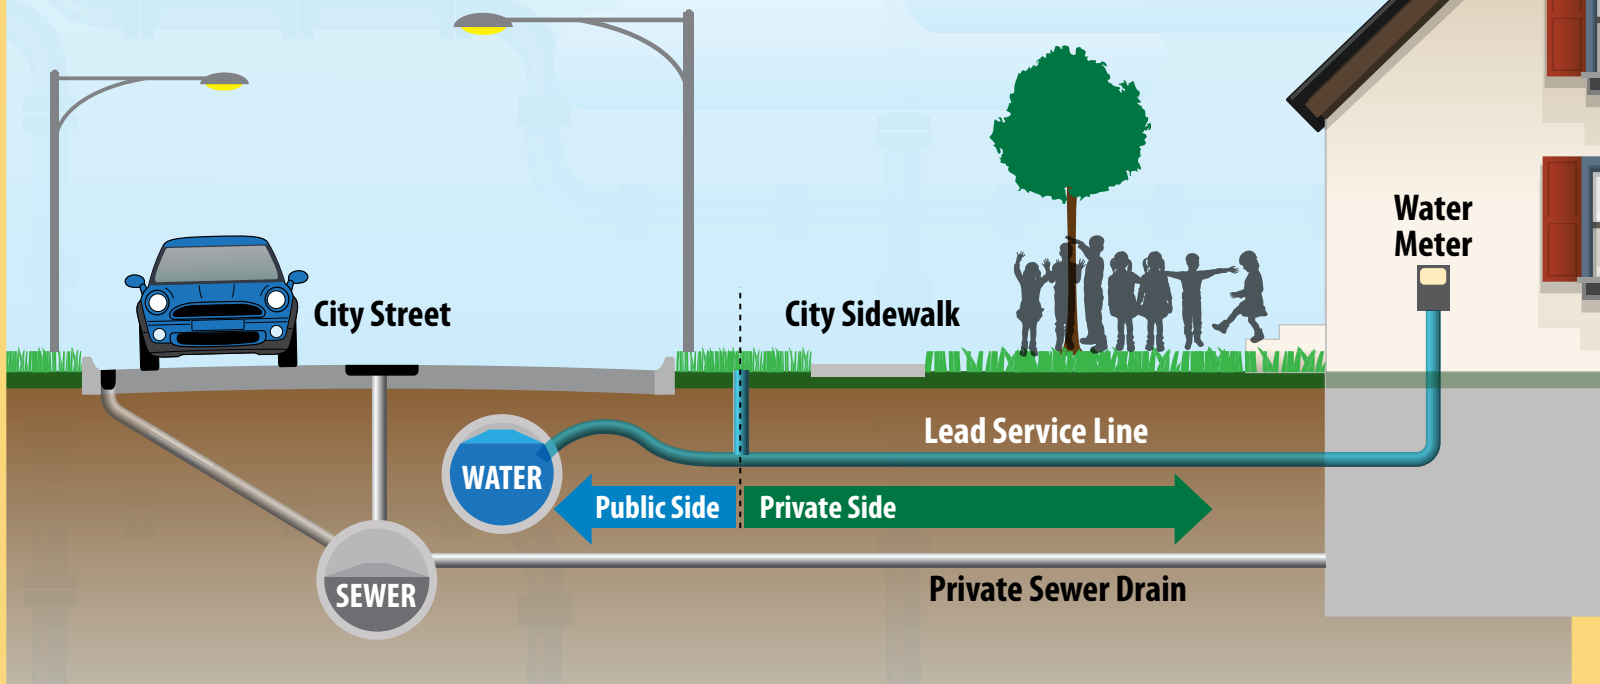 Water
Meter
City Street
City Sidewalk
Lead Service Line
WATER
Public Side
Private Side
SEWER
Private Sewer Drain